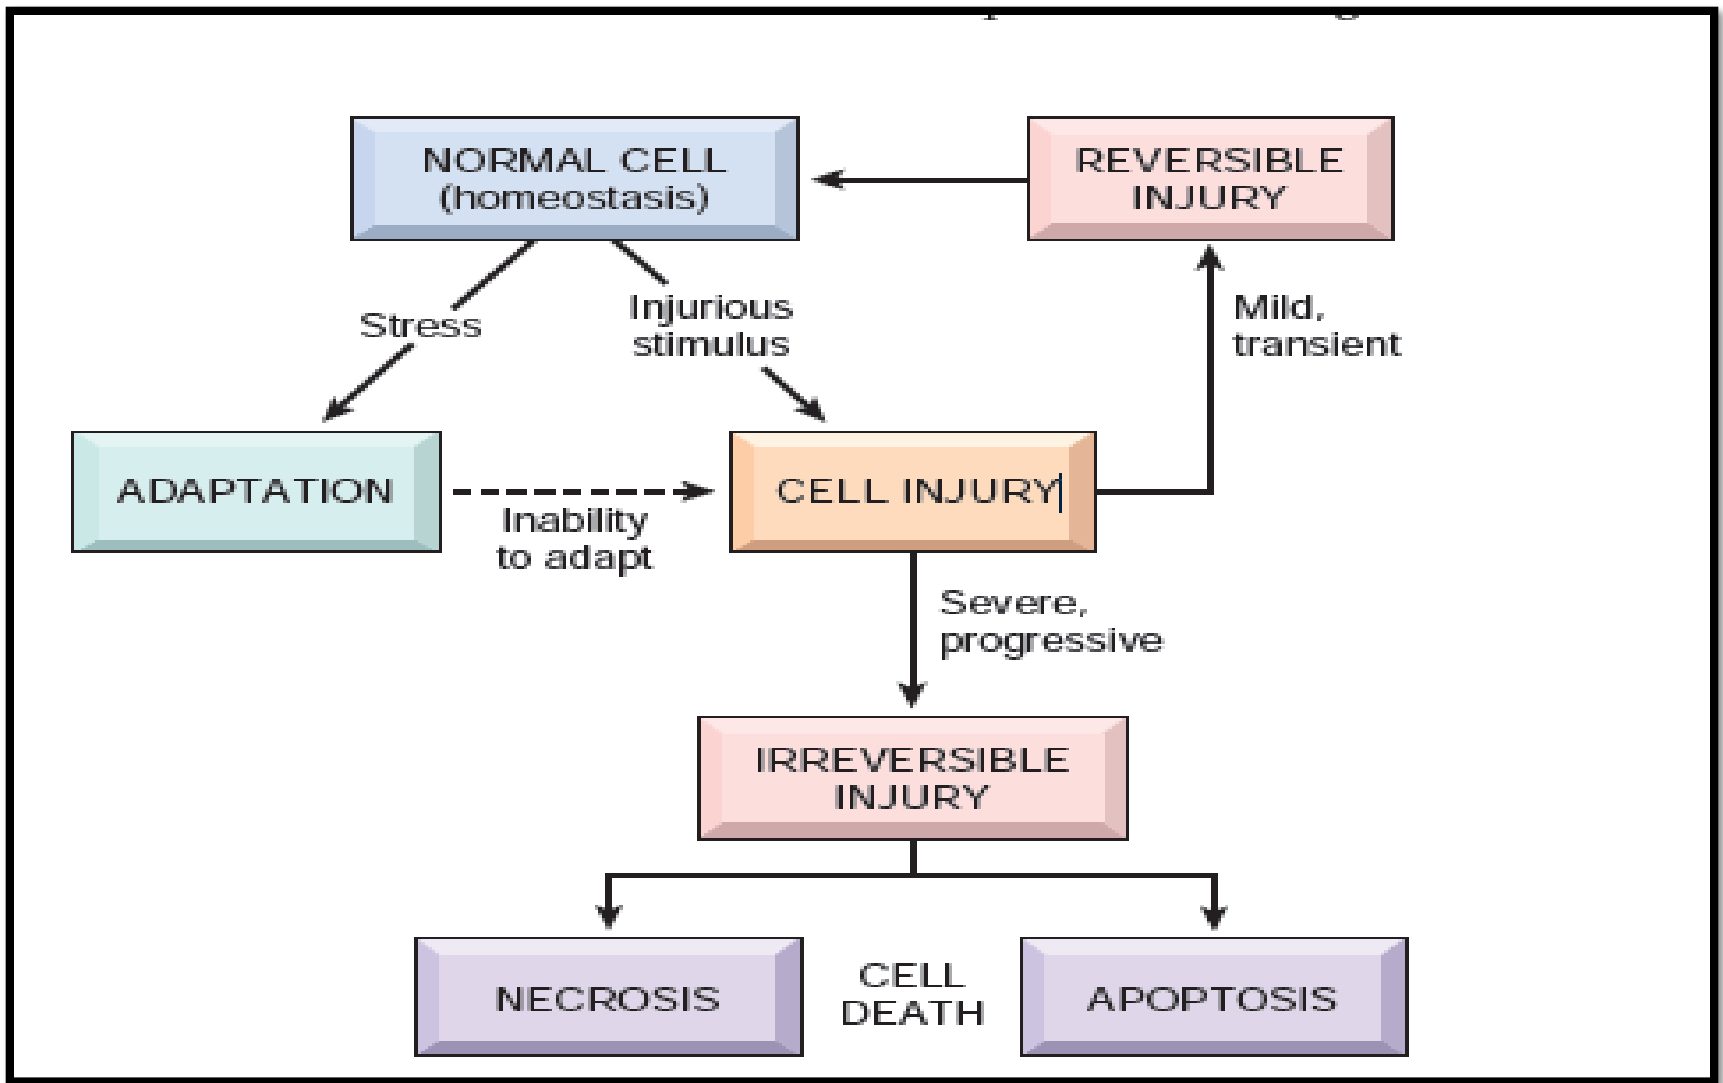 NORMAL CELL
(homeostasis)
REVERSIBLE
INJURY
Stress
Injurious
stimulus
Mild,
transient
ADAPTATION
Inability
to adapt
CELL INJURY
Severe,
progressive
IRREVERSIBLE
INJURY
NECROSIS
CELL
DEATH
APOPTOSIS